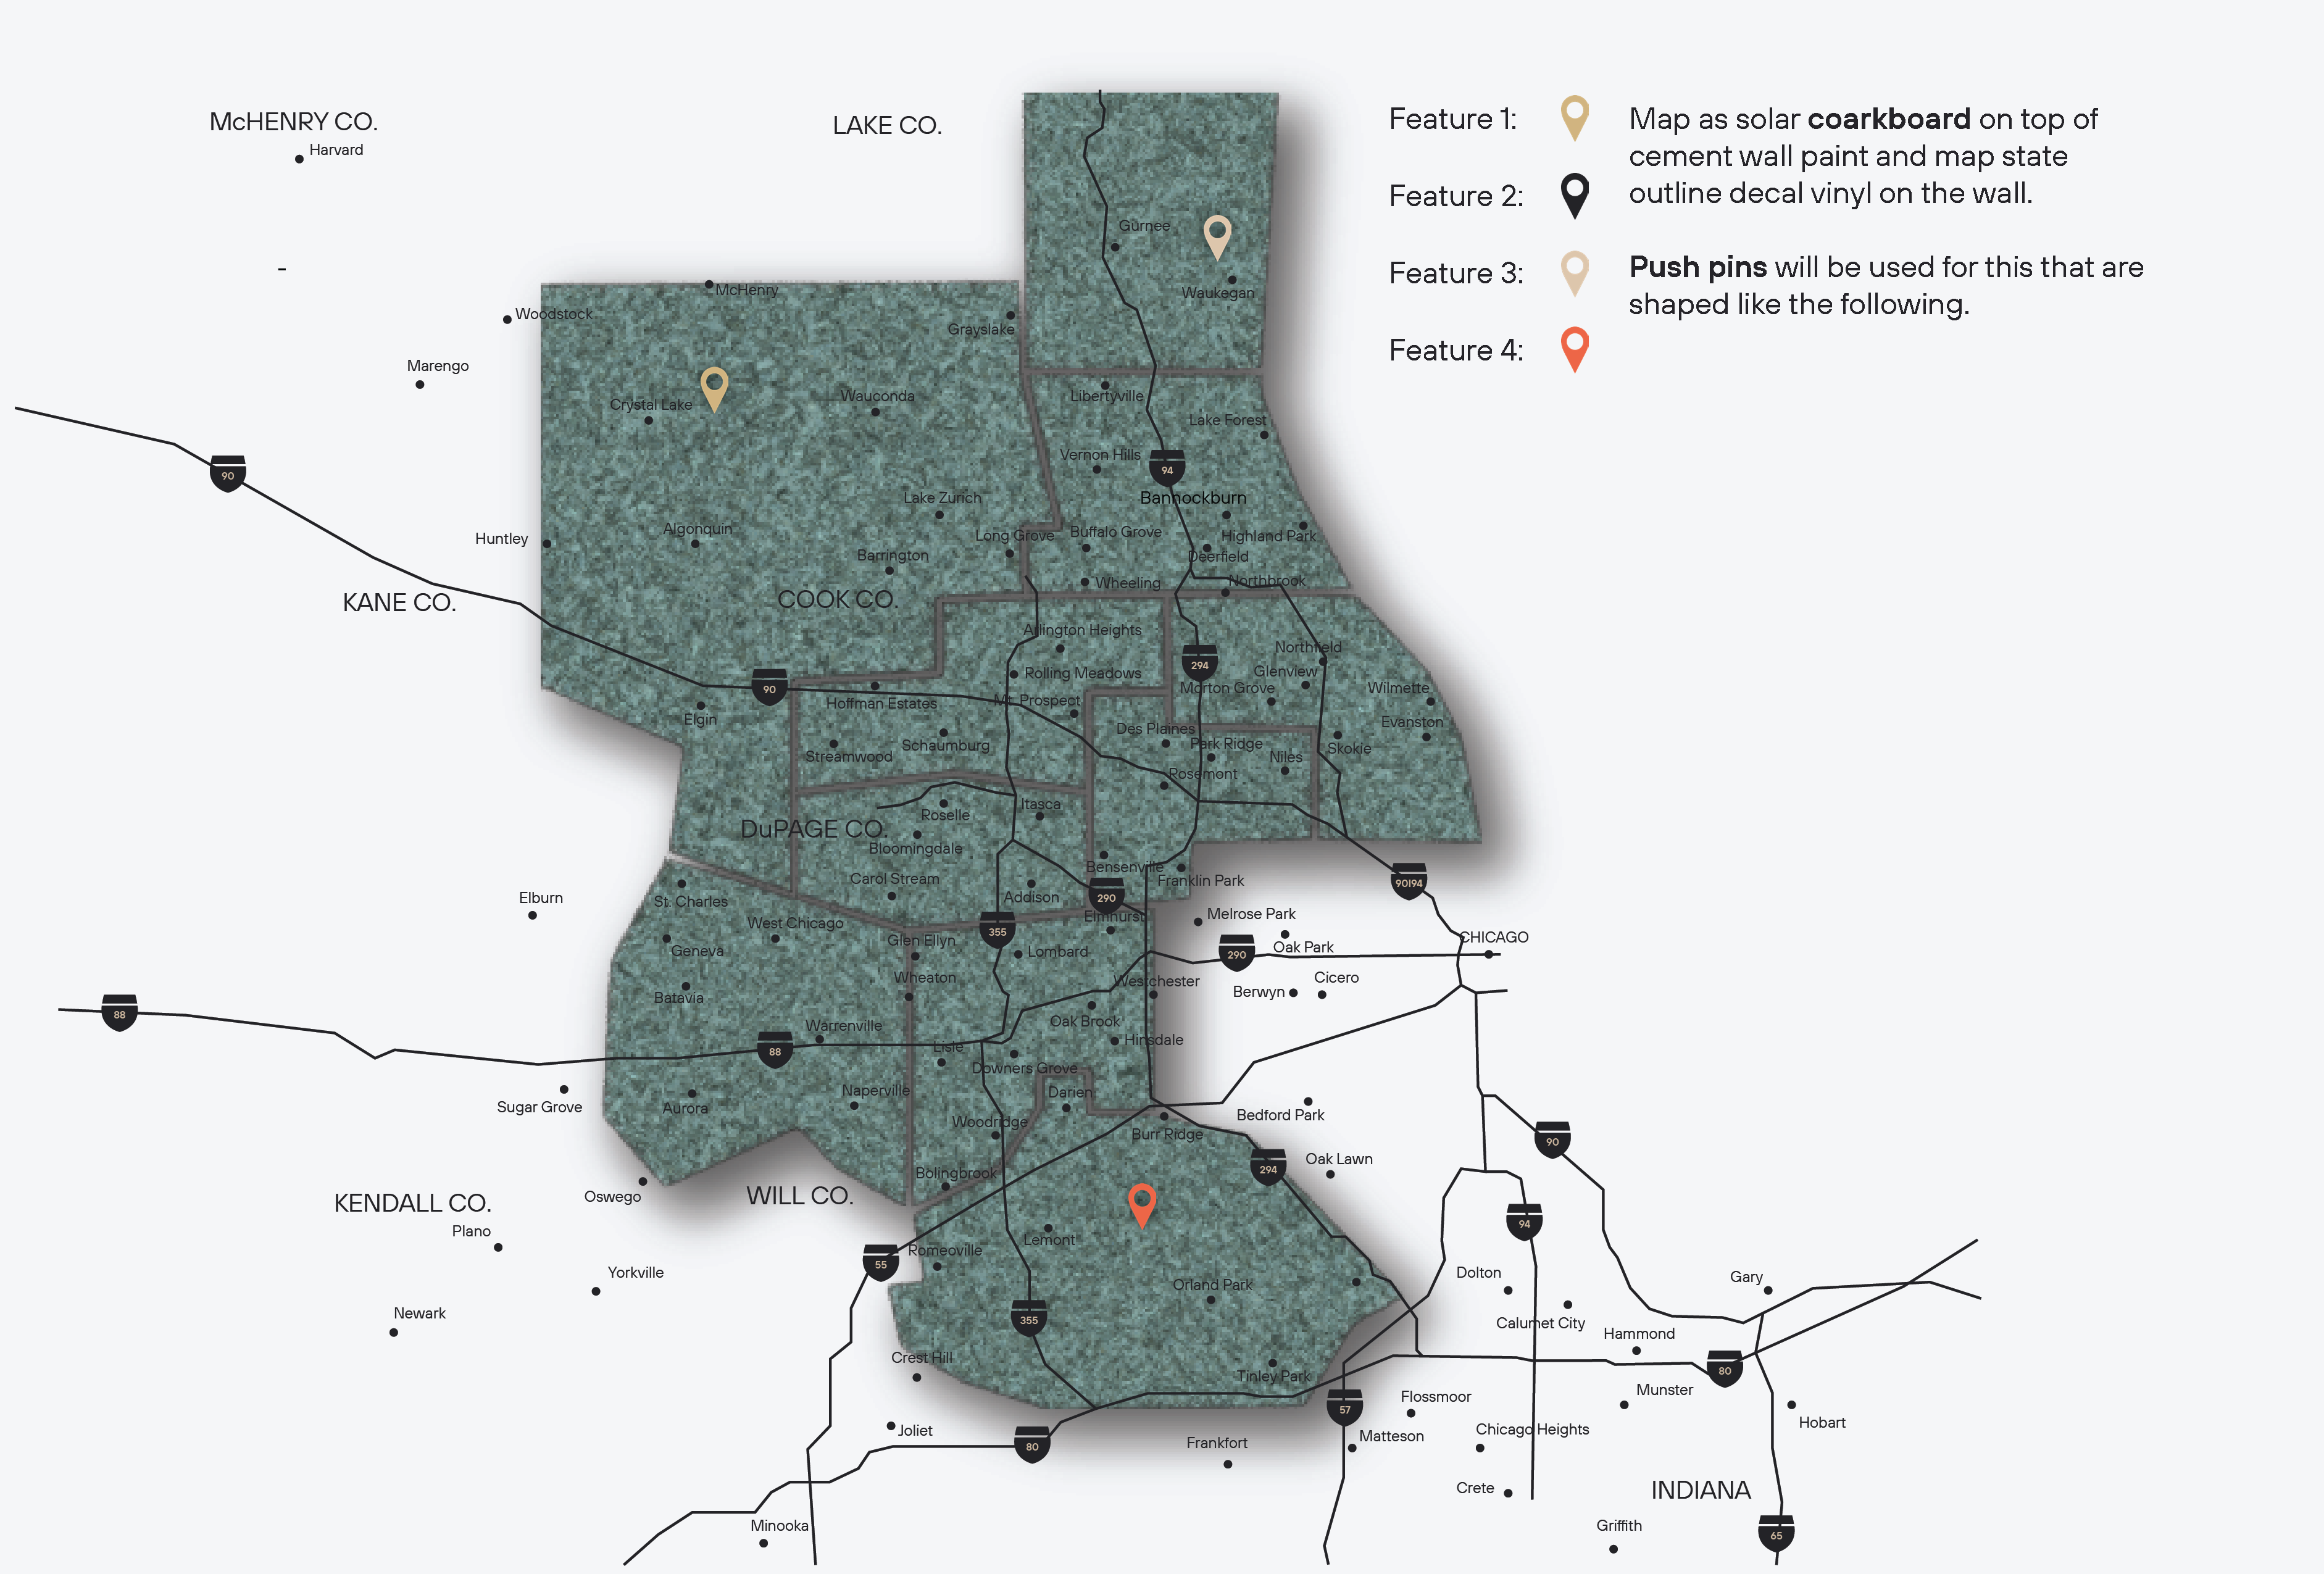 McHENRY CO.
Harvard
LAKE CO.
Feature 1:
Feature 2:
Feature 3:
Feature 4:
Map as solar coarkboard on top of
cement wall paint and map state
outline decal vinyl on the wall.
Push pins will be used for this that are
shaped like the following.
-
Gurnee
Waukegan
McHenry
Woodstock
Grayslake
Marengo
Crystal Lake
Wauconda
Libertyville
Lake Forest
Vernon Hills
94
90
Lake Zurich
Bannockburn
Algonquin
Huntley
Long Grove
Buffalo Grove
Highland Park
Barrington
Deerfield
Wheeling
Northbrook
KANE CO.
COOK CO.
Arlington Heights
Northfield
294
Rolling Meadows
Glenview
90
Morton Grove
Wilmette
Hoffman Estates
Mt. Prospect
Elgin
Evanston
Des Plaines
Schaumburg
Park Ridge
Skokie
Streamwood
Niles
Rosemont
Itasca
Roselle
DuPAGE CO.
Bloomingdale
Bensenville
Carol Stream
Franklin Park
90I94
Elburn
St. Charles
Addison
290
West Chicago
Elmhurst
Melrose Park
355
Glen Ellyn
CHICAGO
Geneva
Lombard
290
Oak Park
Wheaton
Westchester
Cicero
Berwyn
Batavia
88
Warrenville
Oak Brook
88
Lisle
Hinsdale
Downers Grove
Sugar Grove
Aurora
Naperville
Darien
Woodridge
Burr Ridge
Bedford Park
90
Oak Lawn
294
Bolingbrook
Oswego
WILL CO.
KENDALL CO.
Plano
94
Lemont
55
Romeoville
Yorkville
Orland Park
Dolton
Gary
Newark
355
Calumet City
Hammond
Crest Hill
Tinley Park
80
Munster
57
Flossmoor
Hobart
Joliet
Chicago Heights
Matteson
80
Frankfort
Crete
INDIANA
Minooka
Griffith
65